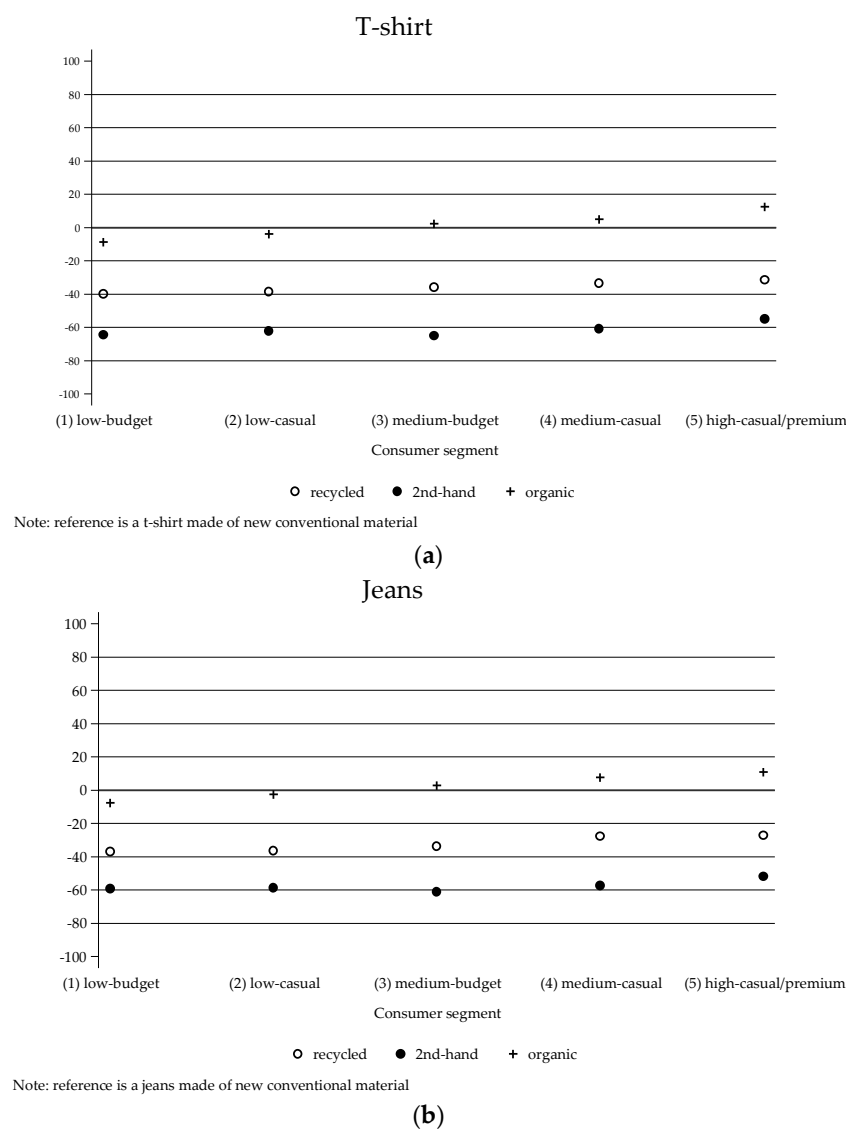 T-shirt
100
80
60
40
20
0
-20
-40
-60
-80
-100
(1) low-budget (2) low-casual (3) medium-budget (4) medium-casual (5) high-casual/premium
Consumer segment
recycled 2nd-hand organic
Note: reference is a t-shirt made of new conventional material
(a)
Jeans
100
80
60
40
20
0
-20
-40
-60
-80
-100
(1) low-budget (2) low-casual (3) medium-budget (4) medium-casual (5) high-casual/premium
Consumer segment
recycled 2nd-hand organic
Note: reference is a jeans made of new conventional material
(b)